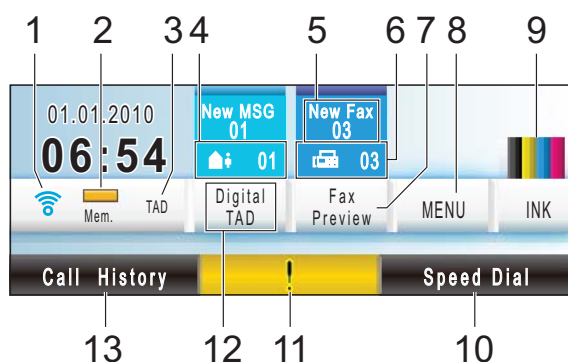 1 2 3 4 5 6 7 8 9
01.01.2010
06:54
New MSG
01
New Fax
03
01
03
Mem.
TAD
Digital
TAD
Fax
Preview
MENU
INK
Call History
!
Speed Dial
13 12 11 10